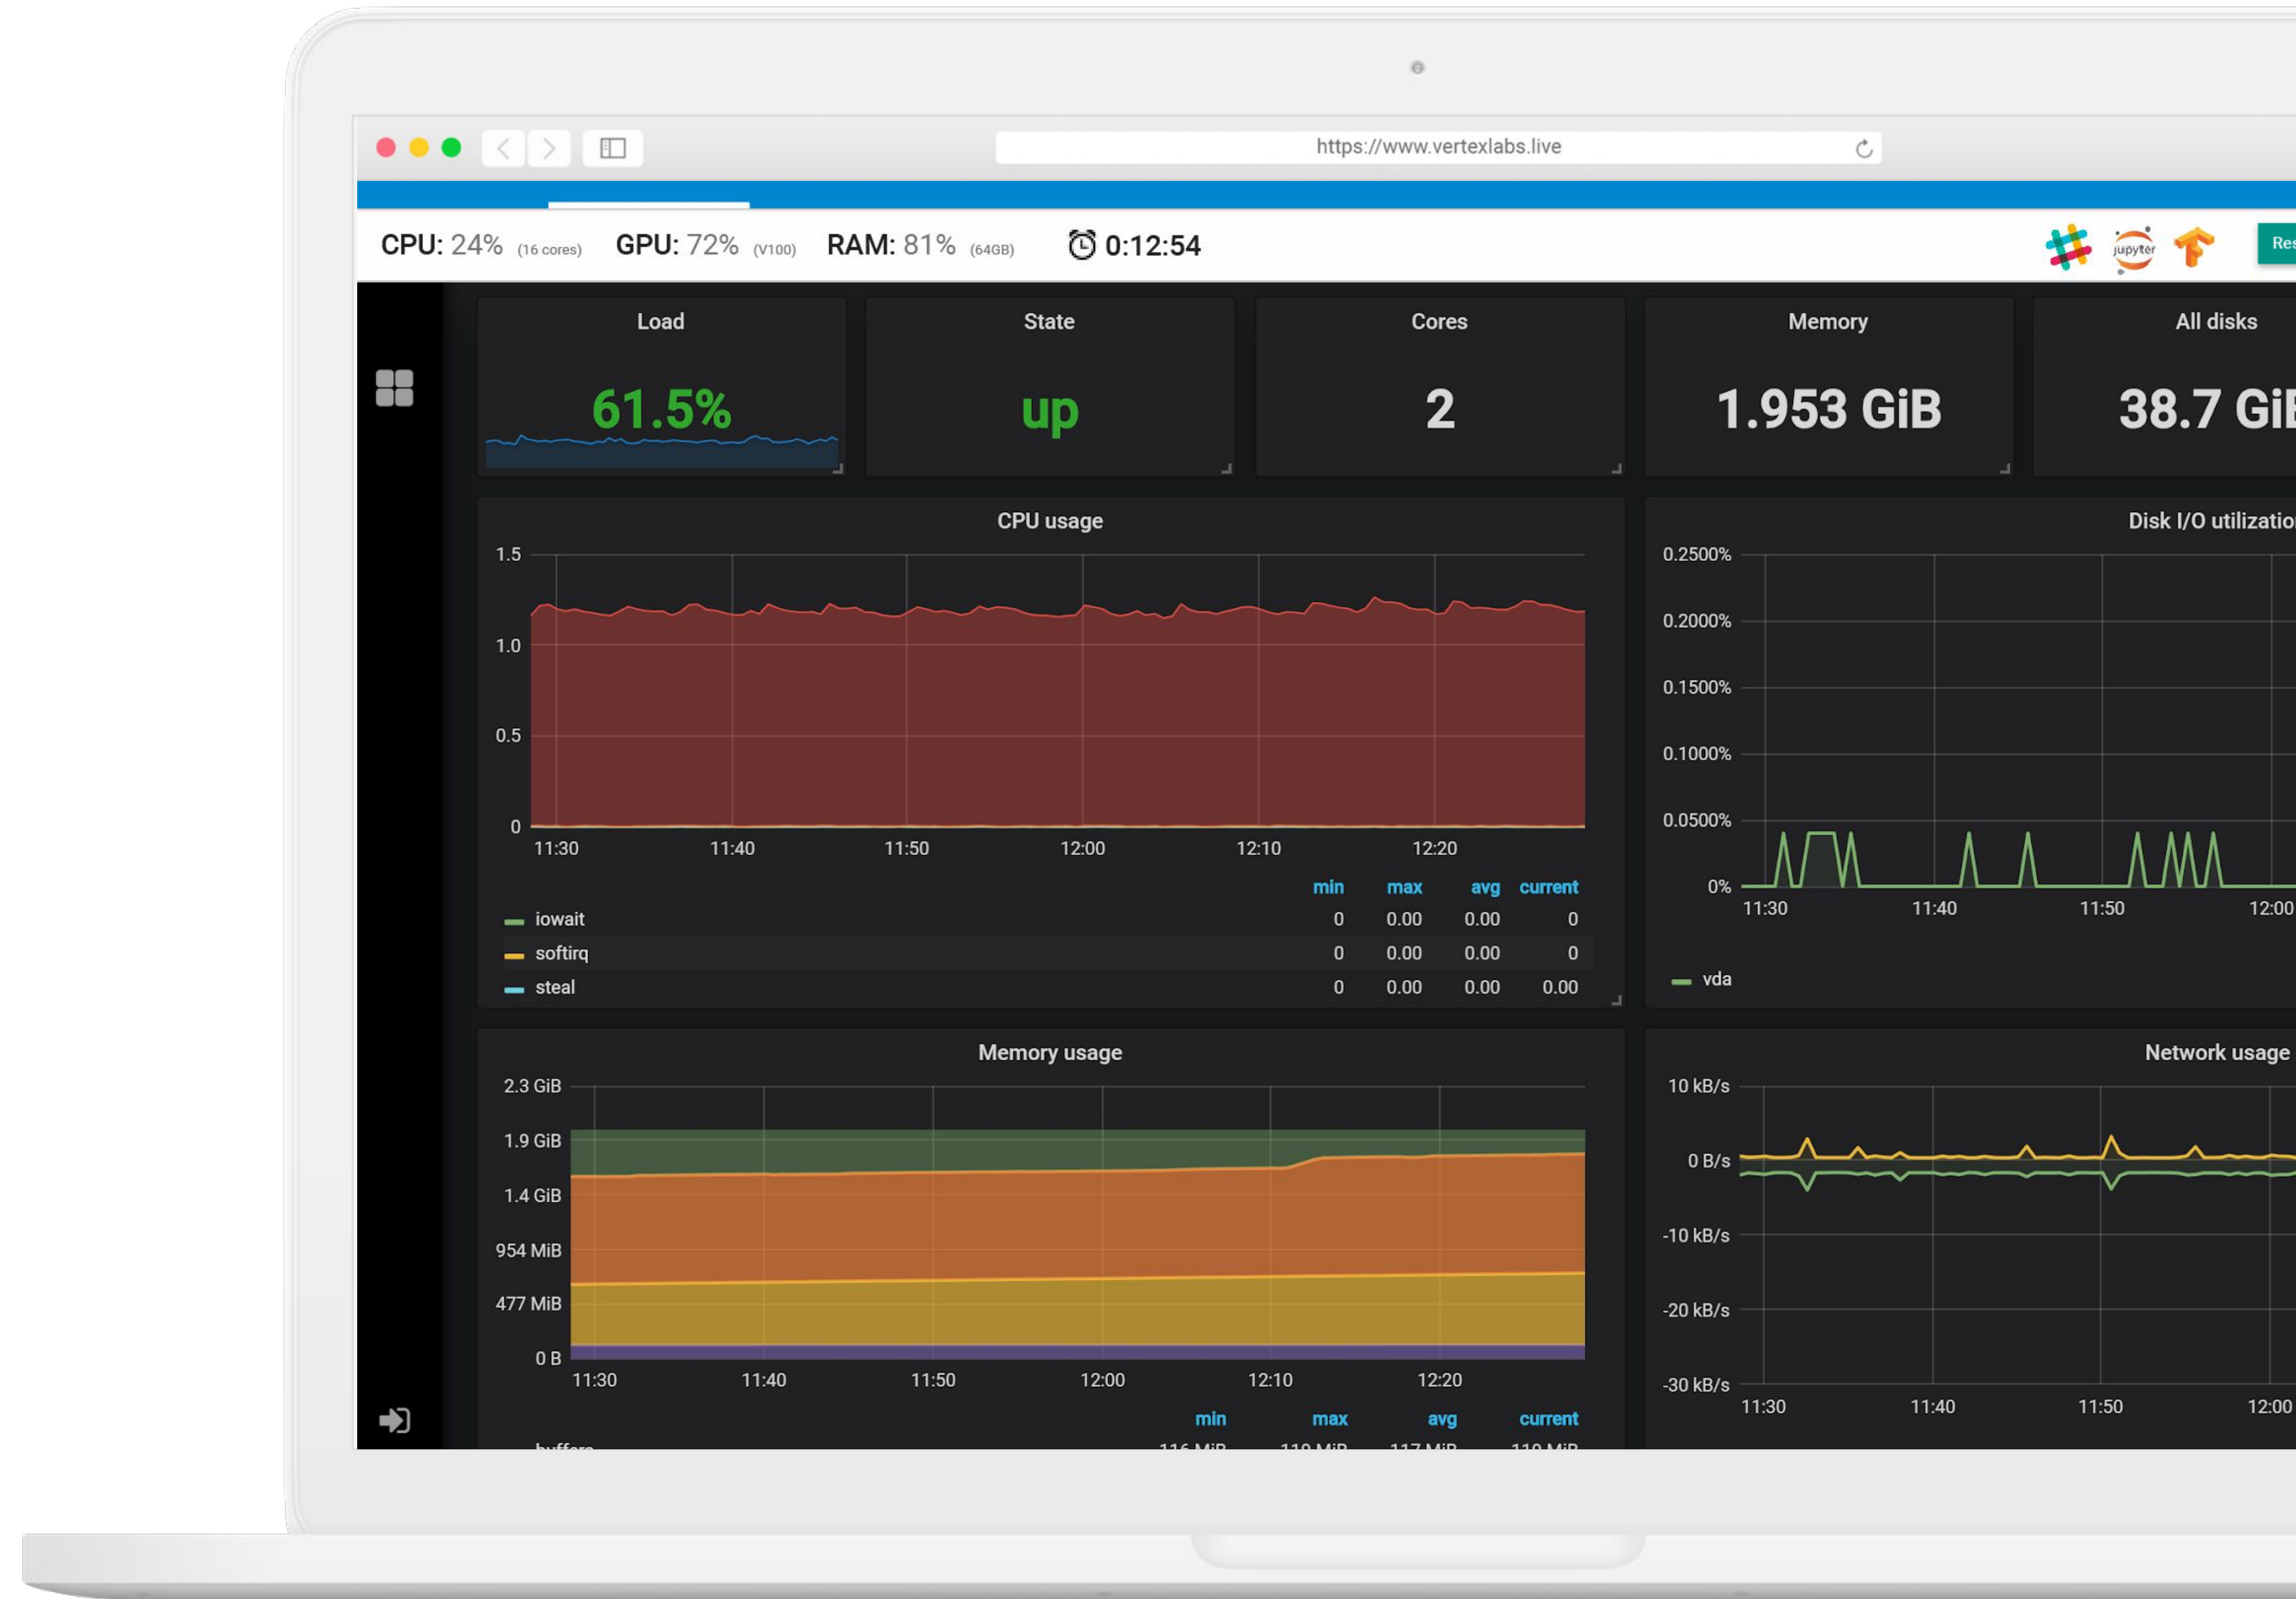 https://www.vertexlabs.live
CPU: 24% (16 cores) GPU: 72% (V100) RAM: 81% (64GB) 0:12:54
jupyter
Load State Cores Memory All disks
61.5% up 2 1.953 GiB 38.7
CPU usage
1.5
1.0
0.5
0
11:30 11:40 11:50 12:00 12:10 12:20
min max avg current
iowait 0 0.00 0.00 0
softirq 0 0.00 0.00 0
steal 0 0.00 0.00 0.00
Disk I/O
0.2500%
0.2000%
0.1500%
0.1000%
0.0500%
0%
11:30 11:40 11:50 12:00
vda
Memory usage
2.3 GiB
1.9 GiB
1.4 GiB
954 MiB
477 MiB
0 B
11:30 11:40 11:50 12:00 12:10 12:20
min max avg current
Network usage
10 kB/s
0 B/s
-10 kB/s
-20 kB/s
-30 kB/s
11:30 11:40 11:50 12:00